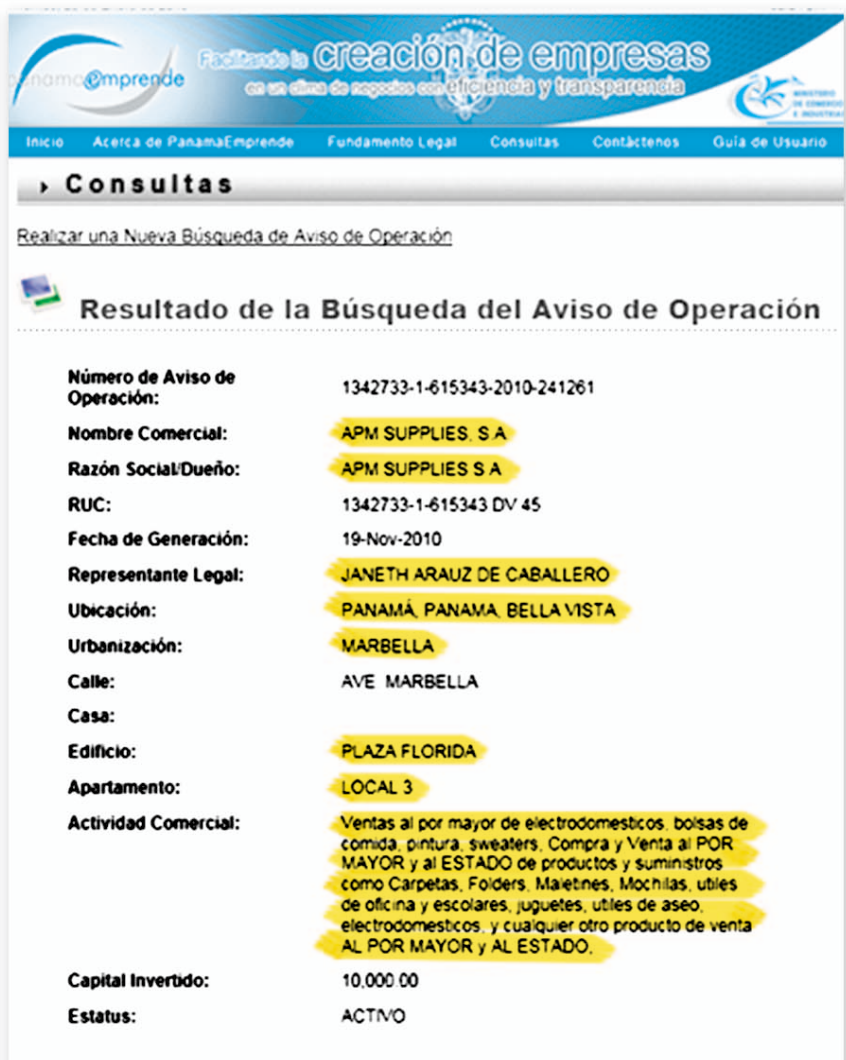 panamaemprende
Facilitando la creación de empresas
en un clima de negocios con eficiencia y transparencia
MINISTERIO
DE COMERCIO
E INDUSTRIAS
Inicio Acerca de PanamaEmprende Fundamento Legal Consultas Contáctenos Guía de Usuario
Consultas
Realizar una Nueva Búsqueda de Aviso de Operación
Resultado de la Búsqueda del Aviso de Operación
Número de Aviso de
Operación: 1342733-1-615343-2010-241261
Nombre Comercial: APM SUPPLIES, S.A
Razón Social/Dueño: APM SUPPLIES S A
RUC: 1342733-1-615343 DV 45
Fecha de Generación: 19-Nov-2010
Representante Legal: JANETH ARAUZ DE CABALLERO
Ubicación: PANAMÁ, PANAMA, BELLA VISTA
Urbanización: MARBELLA
Calle: AVE MARBELLA
Casa:
Edificio: PLAZA FLORIDA
Apartamento: LOCAL 3
Actividad Comercial: Ventas al por mayor de electrodomesticos, bolsas de
comida, pintura, sweaters, Compra y Venta al POR
MAYOR y al ESTADO de productos y suministros
como Carpetas, Folders, Maletines, Mochilas, utiles
de oficina y escolares, juguetes, utiles de aseo,
electrodomesticos, y cualquier otro producto de venta
AL POR MAYOR y AL ESTADO,
Capital Invertido: 10,000.00
Estatus: ACTIVO